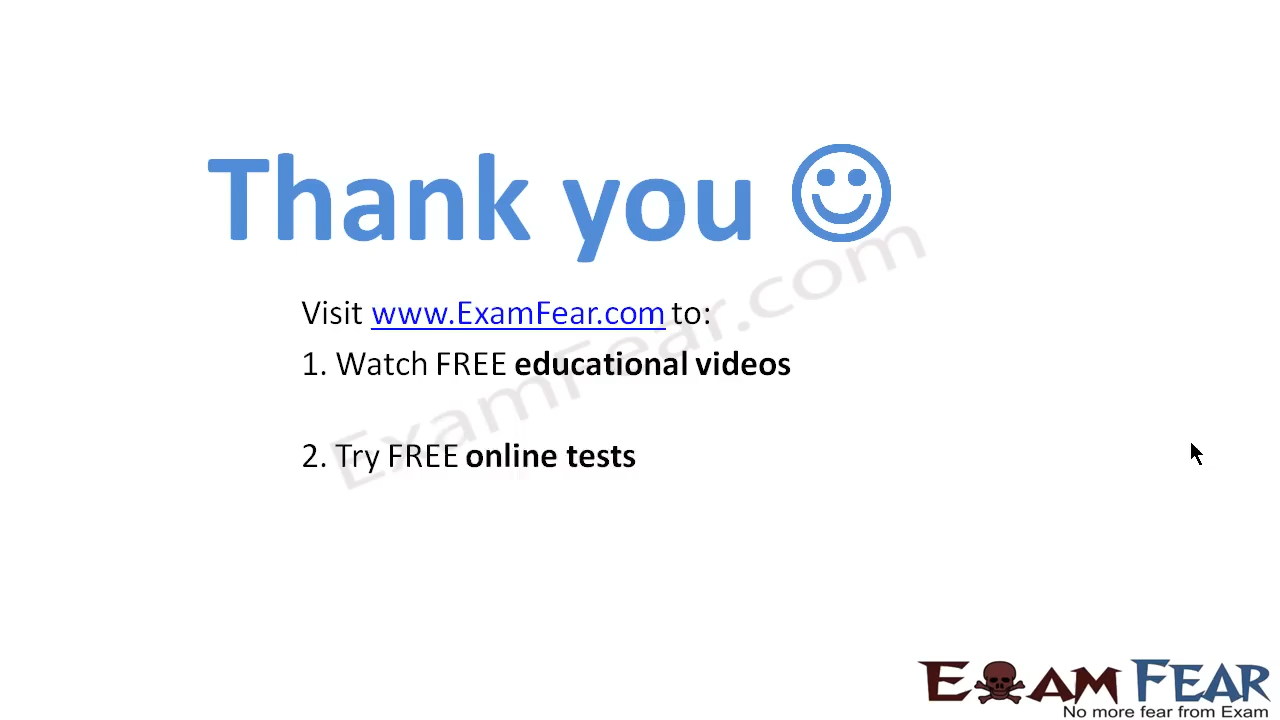 Thank you
Visit www.ExamFear.com to:
1. Watch FREE educational videos
2. Try FREE online tests
ExamFear.com
EXAM FEAR
No more fear from Exam